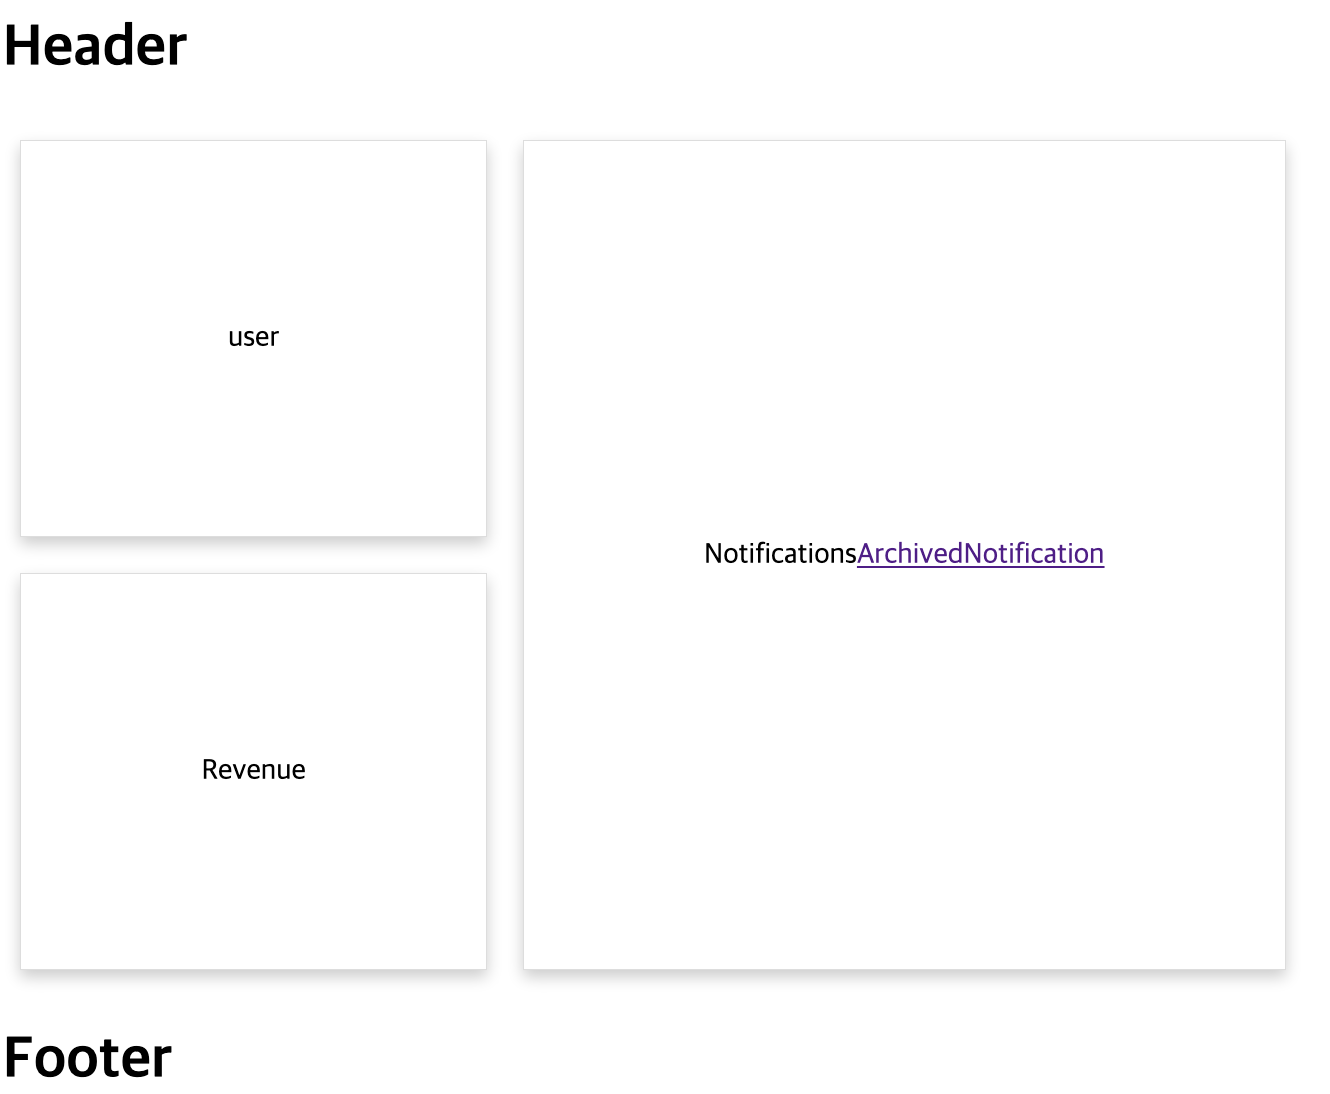 Header
user
NotificationsArchivedNotification
Revenue
Footer